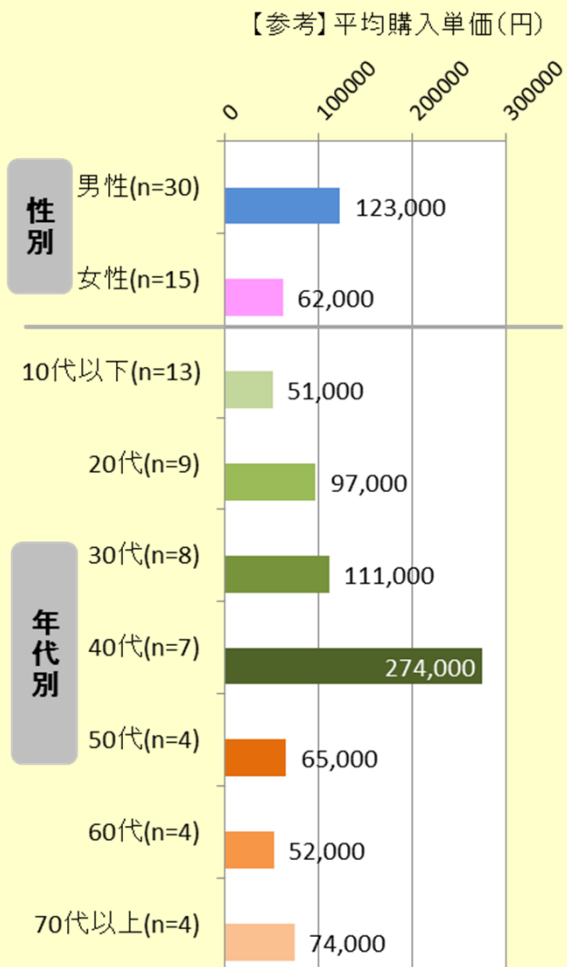 【参考】平均購入単価（円）
0
100000
200000
300000
性別
男性(n=30)
123,000
女性(n=15)
62,000
年代別
10代以下(n=13)
51,000
20代(n=9)
97,000
30代(n=8)
111,000
40代(n=7)
274,000
50代(n=4)
65,000
60代(n=4)
52,000
70代以上(n=4)
74,000